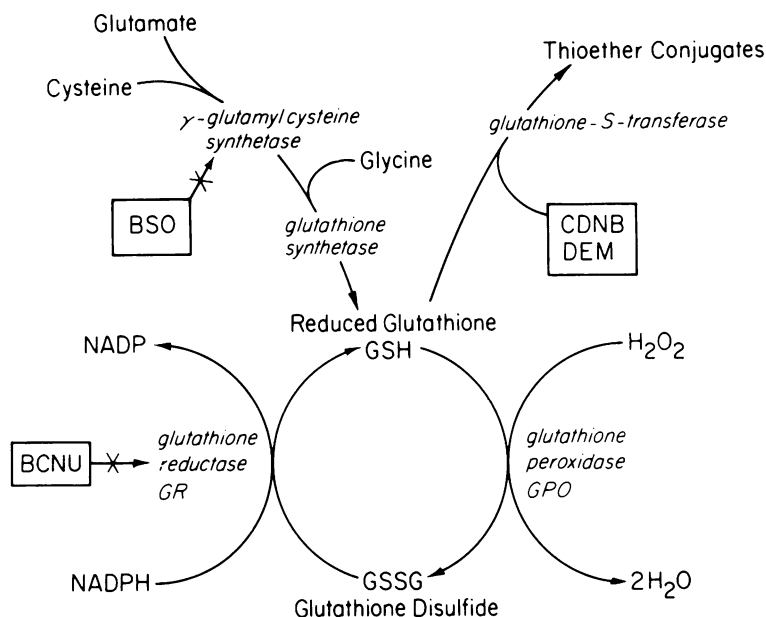 Glutamate
Cysteine
γ-glutamyl cysteine
synthetase
BSO
Glycine
glutathione
synthetase
Thioether Conjugates
glutathione-S-transferase
CDNB
DEM
Reduced Glutathione
GSH
NADP
H₂O₂
glutathione
reductase
GR
BCNU
glutathione
peroxidase
GPO
NADPH
GSSG
Glutathione Disulfide
2H₂O